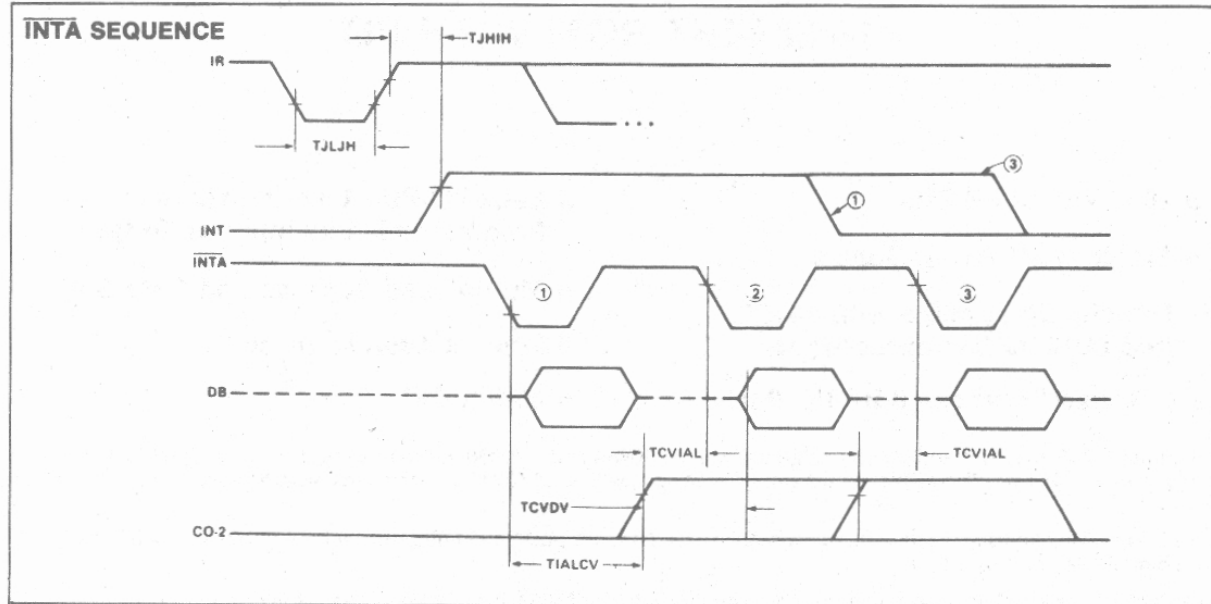 INTA SEQUENCE
TJHIH
IR
TJLJH
...
③
①
INT
INTA
①
②
③
DB
TCVIAL
TCVIAL
TCVDV
CO-2
TIALCV